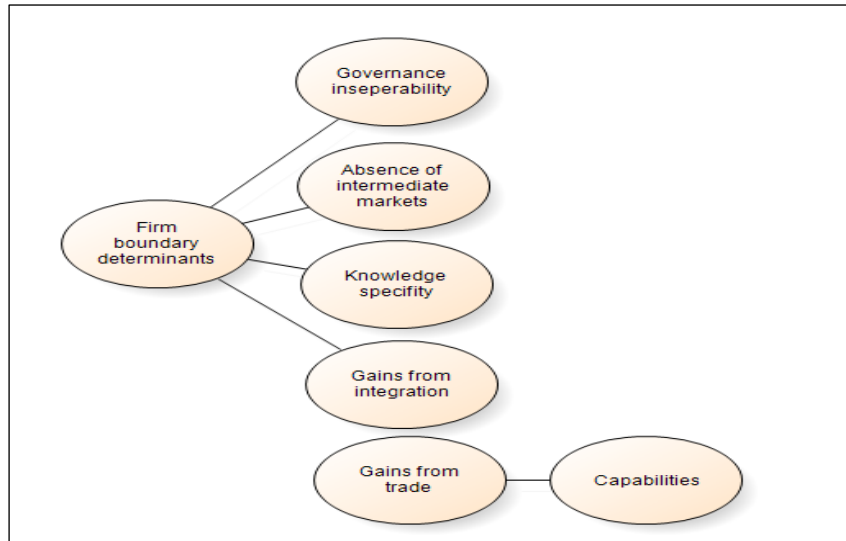 Governance
inseperability
Absence of
intermediate
markets
Firm
boundary
determinants
Knowledge
specifity
Gains from
integration
Gains from
trade
Capabilities